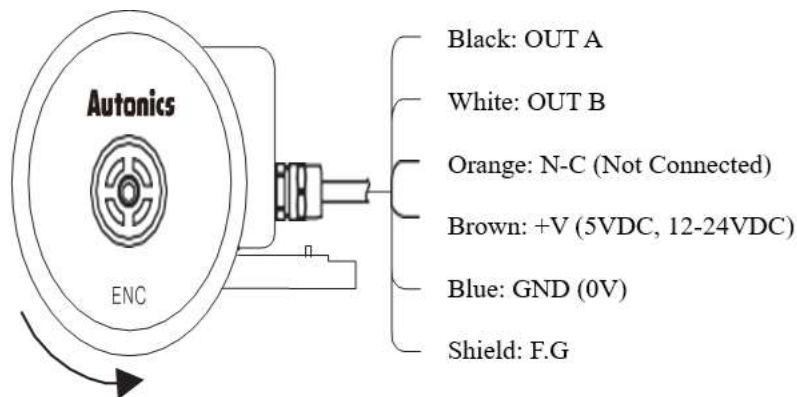 Autonics
ENC
Black: OUT A
White: OUT B
Orange: N-C (Not Connected)
Brown: +V (5VDC, 12-24VDC)
Blue: GND (0V)
Shield: F.G